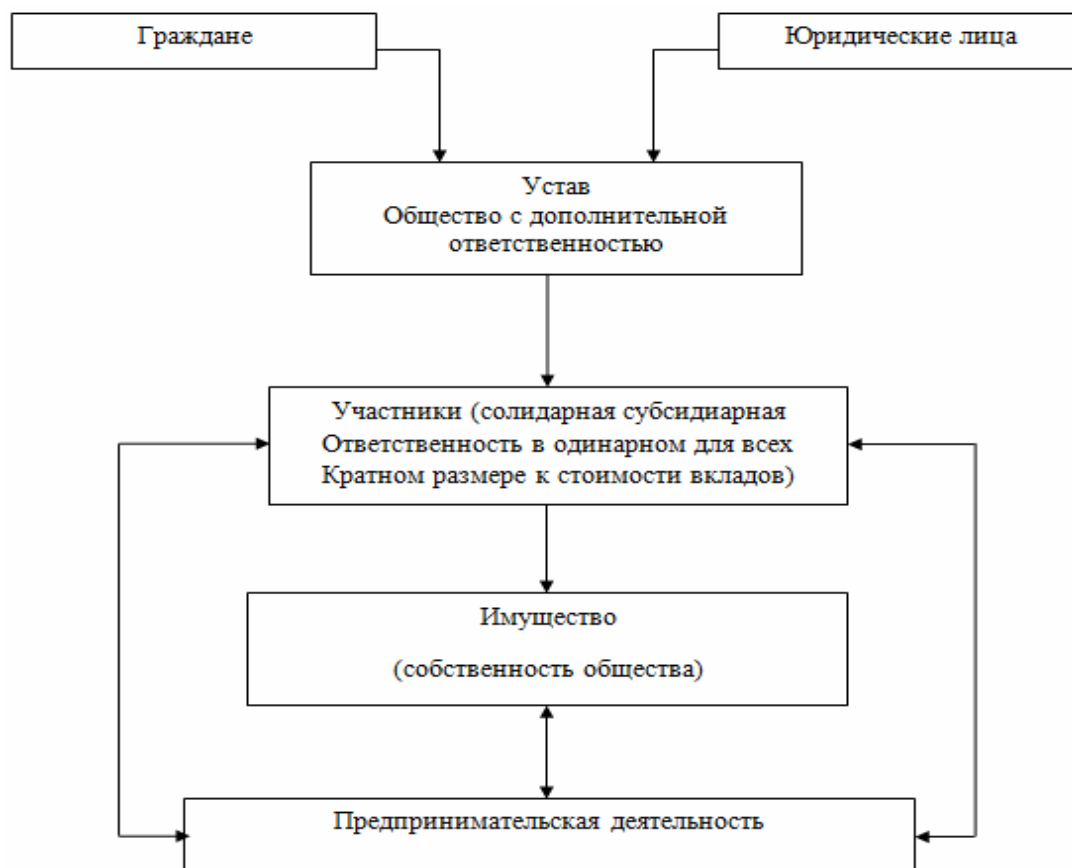 Граждане
Юридические лица
Устав
Общество с дополнительной
ответственностью
Участники (солидарная субсидиарная
Ответственность в одинарном для всех
Кратном размере к стоимости вкладов)
Имущество
(собственность общества)
Предпринимательская деятельность